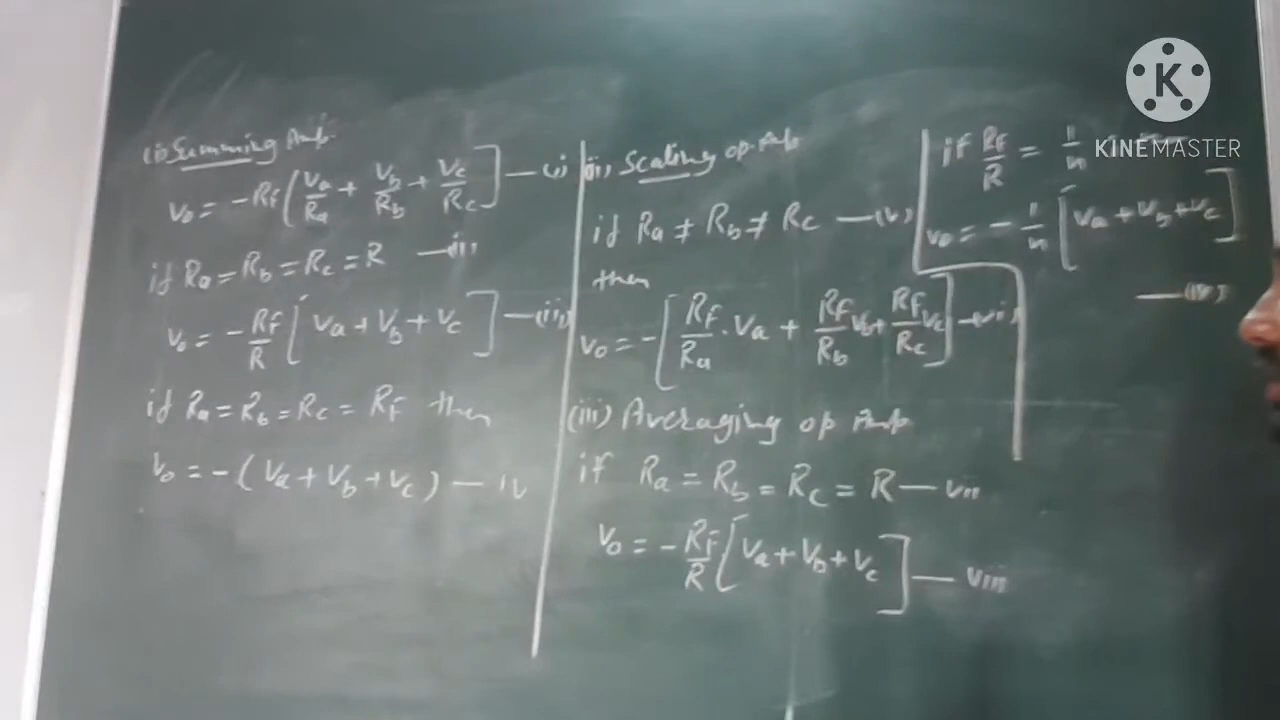 (i) Summing Amp
V₀ = -RF (Va/Ra + Vb/Rb + Vc/Rc] — (i)
if Ra = Rb = Rc = R — (ii)
V₀ = -RF/R [Va + Vb + Vc] — (iii)
if Ra = Rb = Rc = RF then
V₀ = -(Va + Vb + Vc) — iv
(ii) Scaling op Amp
if Ra ≠ Rb ≠ Rc — (v)
then
V₀ = -[RF/Ra . Va + RF/Rb Vb + RF/Rc Vc] — (vi)
(iii) Averaging op Amp
if Ra = Rb = Rc = R — vii
V₀ = -RF/R [Va + Vb + Vc] — viii
if RF/R = 1/n
V₀ = -1/n [Va + Vb + Vc]
K
KINEMASTER